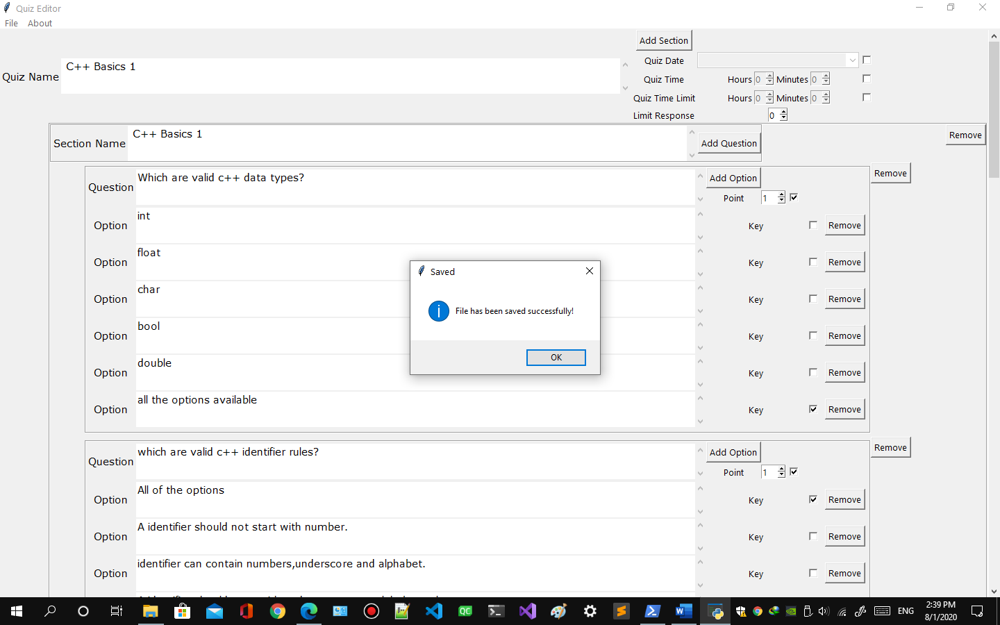 Quiz Editor
File About
Add Section
Quiz Name C++ Basics 1
Quiz Date
Quiz Time Hours 0 Minutes 0
Quiz Time Limit Hours 0 Minutes 0
Limit Response 0
Section Name C++ Basics 1 Add Question Remove
Question Which are valid c++ data types? Add Option Remove
Point 1
Option int Key Remove
Option float Key Remove
Option char Key Remove
Option bool Key Remove
Option double Key Remove
Option all the options available Key Remove
Saved
File has been saved successfully!
OK
Question which are valid c++ identifier rules? Add Option Remove
Point 1
Option All of the options Key Remove
Option A identifier should not start with number. Key Remove
Option identifier can contain numbers,underscore and alphabet. Key Remove
QC
ENG
2:39 PM
8/1/2020